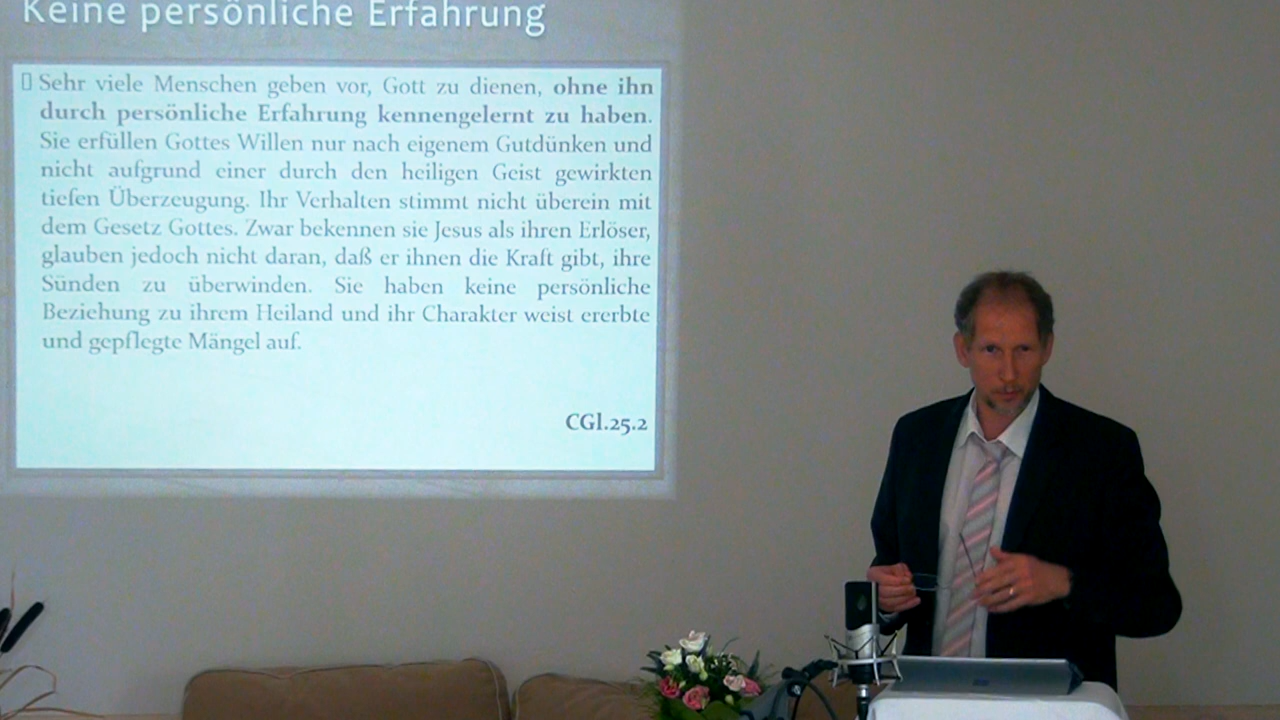 Keine persönliche Erfahrung
Sehr viele Menschen geben vor, Gott zu dienen, ohne ihn
durch persönliche Erfahrung kennengelernt zu haben.
Sie erfüllen Gottes Willen nur nach eigenem Gutdünken und
nicht aufgrund einer durch den heiligen Geist gewirkten
tiefen Überzeugung. Ihr Verhalten stimmt nicht überein mit
dem Gesetz Gottes. Zwar bekennen sie Jesus als ihren Erlöser,
glauben jedoch nicht daran, daß er ihnen die Kraft gibt, ihre
Sünden zu überwinden. Sie haben keine persönliche
Beziehung zu ihrem Heiland und ihr Charakter weist ererbte
und gepflegte Mängel auf.
CGl.25.2